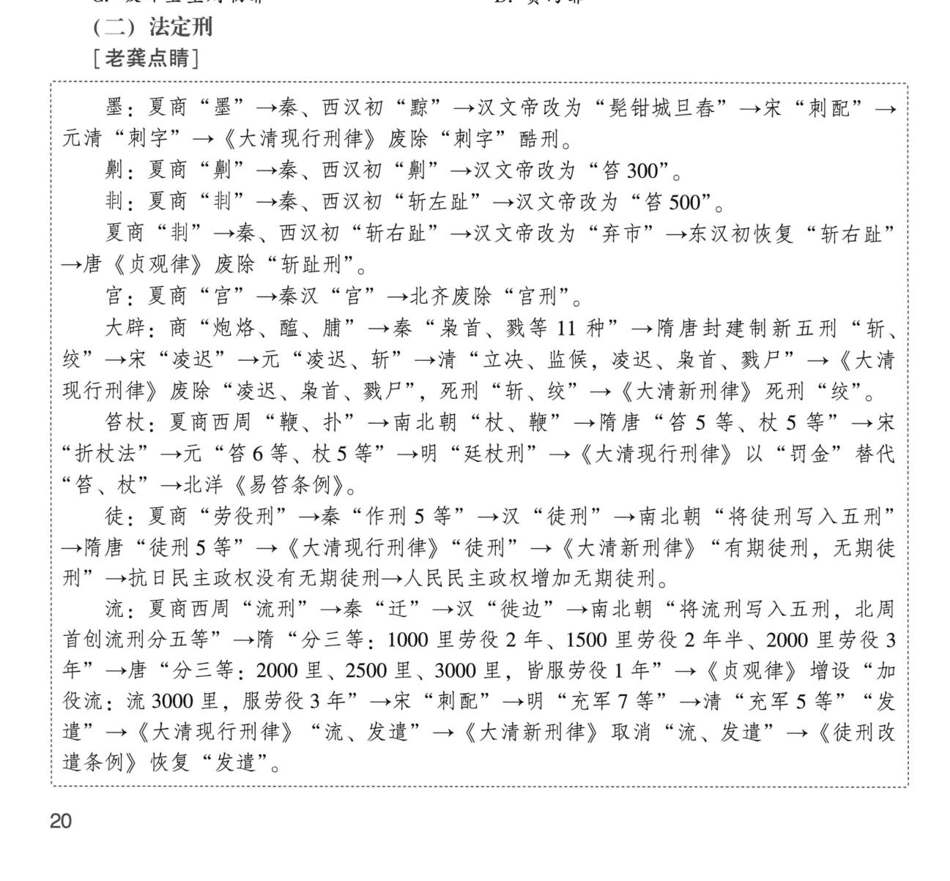 (二) 法定刑
[老龚点睛]
墨：夏商“墨”→秦、西汉初“黥”→汉文帝改为“髡钳城旦舂”→宋“刺配”→
元清“刺字”→《大清现行刑律》废除“刺字”酷刑。
劓：夏商“劓”→秦、西汉初“劓”→汉文帝改为“笞300”。
剕：夏商“剕”→秦、西汉初“斩左趾”→汉文帝改为“笞500”。
夏商“剕”→秦、西汉初“斩右趾”→汉文帝改为“弃市”→东汉初恢复“斩右趾”
→唐《贞观律》废除“斩趾刑”。
宫：夏商“宫”→秦汉“宫”→北齐废除“宫刑”。
大辟：商“炮烙、醢、脯”→秦“枭首、戮等11种”→隋唐封建制新五刑“斩、
绞”→宋“凌迟”→元“凌迟、斩”→清“立决、监候，凌迟、枭首、戮尸”→《大清
现行刑律》废除“凌迟、枭首、戮尸”，死刑“斩、绞”→《大清新刑律》死刑“绞”。
笞杖：夏商西周“鞭、扑”→南北朝“杖、鞭”→隋唐“笞5等、杖5等”→宋
“折杖法”→元“笞6等、杖5等”→明“廷杖刑”→《大清现行刑律》以“罚金”替代
“笞、杖”→北洋《易笞条例》。
徒：夏商“劳役刑”→秦“作刑5等”→汉“徒刑”→南北朝“将徒刑写入五刑”
→隋唐“徒刑5等”→《大清现行刑律》“徒刑”→《大清新刑律》“有期徒刑，无期徒
刑”→抗日民主政权没有无期徒刑→人民民主政权增加无期徒刑。
流：夏商西周“流刑”→秦“迁”→汉“徙边”→南北朝“将流刑写入五刑，北周
首创流刑分五等”→隋“分三等：1000里劳役2年、1500里劳役2年半、2000里劳役3
年”→唐“分三等：2000里、2500里、3000里，皆服劳役1年”→《贞观律》增设“加
役流：流3000里，服劳役3年”→宋“刺配”→明“充军7等”→清“充军5等”“发
遣”→《大清现行刑律》“流、发遣”→《大清新刑律》取消“流、发遣”→《徒刑改
遣条例》恢复“发遣”。
20